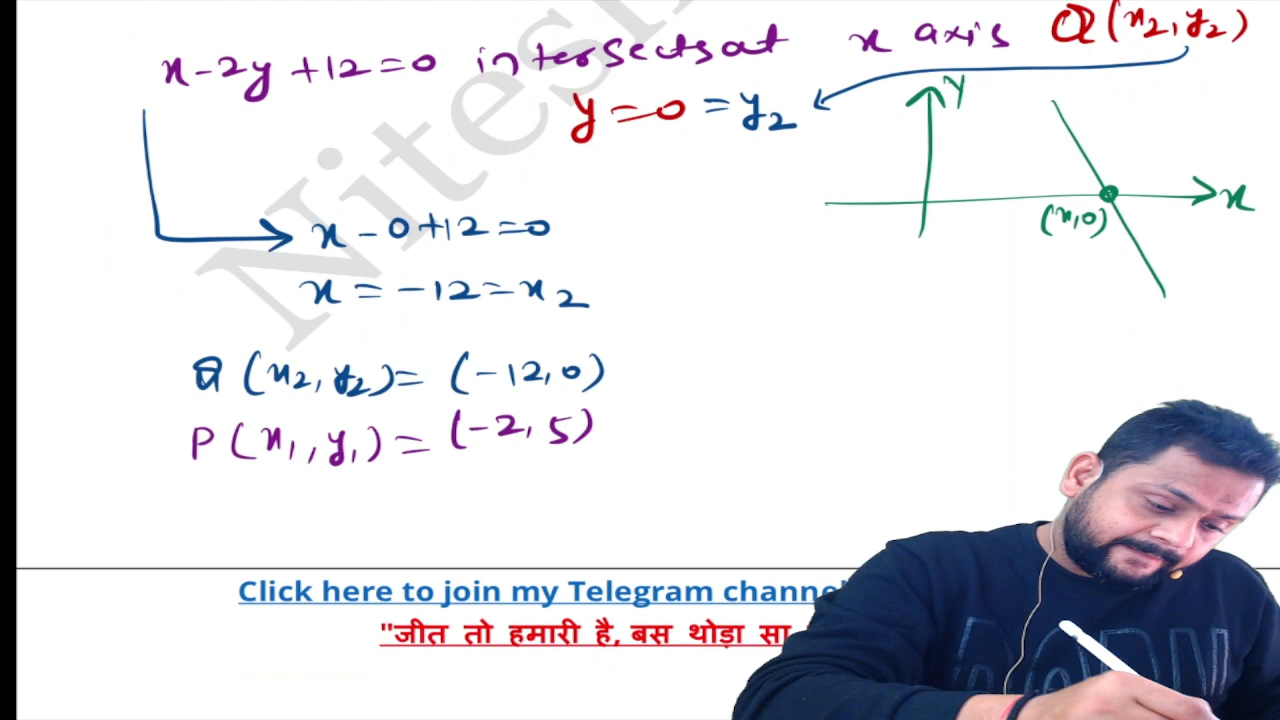 x - 2y + 12 = 0 intersects at x axis Q(x₂, y₂)
y = 0 = y₂
Y
x
(x, 0)
x - 0 + 12 = 0
x = -12 = x₂
Q (x₂, y₂) = (-12, 0)
P (x₁, y₁) = (-2, 5)
Click here to join my Telegram channel
"जीत तो हमारी है, बस थोड़ा सा